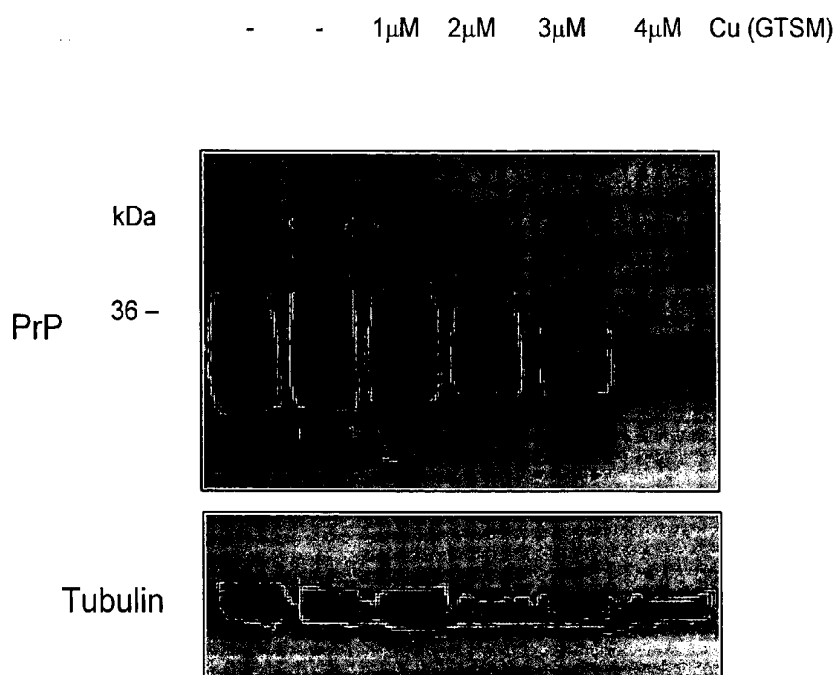 - - 1μM 2μM 3μM 4μM Cu (GTSM)
kDa
36 –
PrP
Tubulin